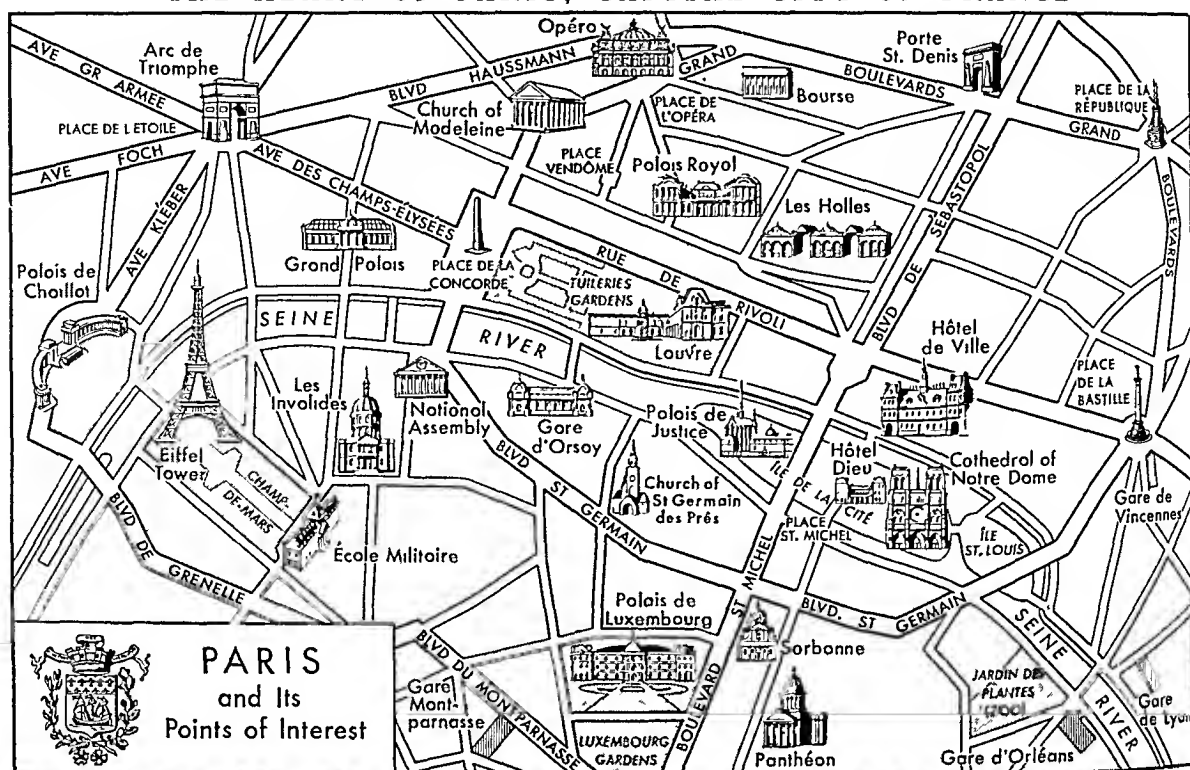 Opéro
AVE GR ARMÉE
Arc de
Triomphe
BLVD HAUSSMANN
GRAND BOULEVARDS
Porte
St. Denis
Bourse
PLACE DE LA
RÉPUBLIQUE
GRAND
BOULEVARDS
PLACE DE L ETOILE
Church of
Modeleine
PLACE DE
L'OPÉRA
AVE FOCH
AVE DES CHAMPS-ÉLYSÉES
PLACE
VENDÔME
Polois Royol
AVE KLÉBER
Les Holles
BLVD DE SÉBASTOPOL
Polois de
Choillot
Grond Polois
PLACE DE LA
CONCORDE
TUILERIES
GARDENS
RUE DE RIVOLI
SEINE RIVER
Louvre
Hôtel
de Ville
PLACE
DE LA
BASTILLE
Les
Involides
Notionol
Assembly
Gore
d'Orsoy
Polois de
Justice
Eiffel
Tower
CHAMP-
DE-MARS
BLVD ST GERMAIN
Church of
St Germain
des Prés
ÎLE DE LA CITÉ
Hôtel
Dieu
Cothedrol of
Notre Dome
Gare de
Vincennes
PLACE
ST. MICHEL
ÎLE
ST. LOUIS
École Militoire
BLVD DE GRENELLE
BOULEVARD ST MICHEL
BLVD. ST GERMAIN
SEINE RIVER
Polois de
Luxembourg
Sorbonne
PARIS
and Its
Points of Interest
BLVD DU MONTPARNASSE
Gare
Mont-
parnasse
LUXEMBOURG
GARDENS
Panthéon
JARDIN DES
PLANTES
Gare d'Orléans
Gare
de Lyon